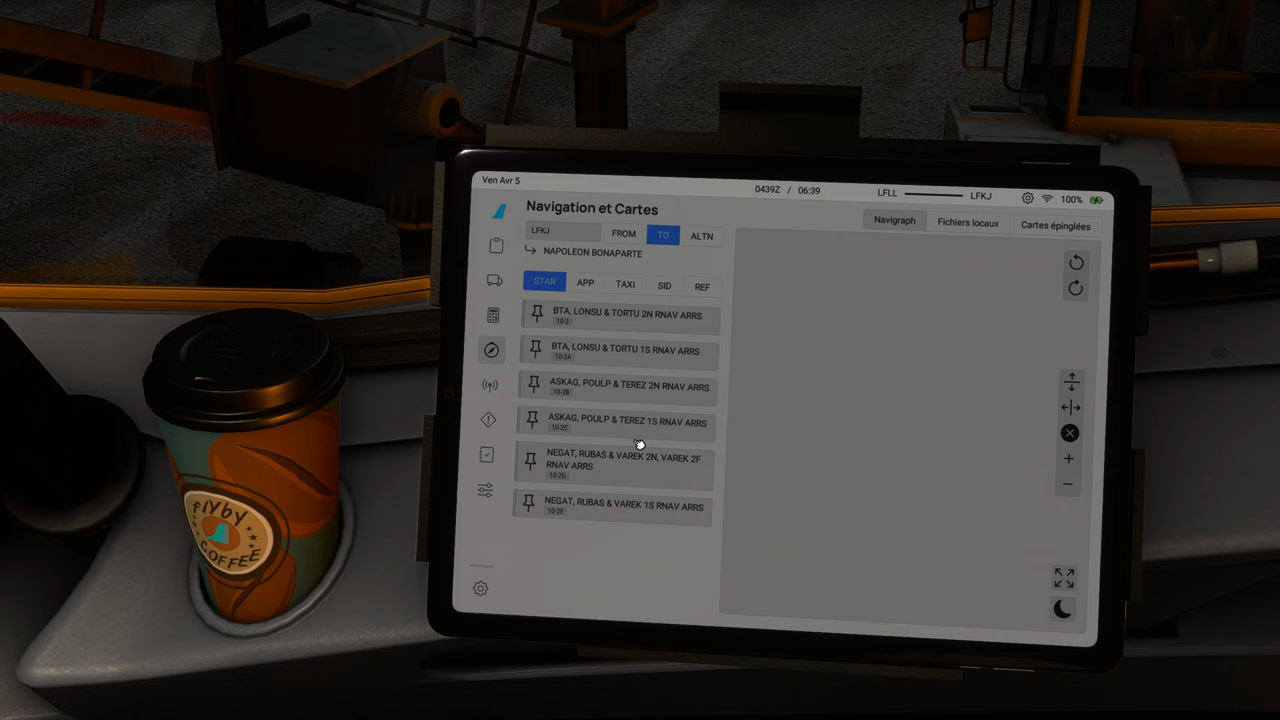 Ven Avr 5
0439Z / 06:39
LFLL
LFKJ
100%
Navigation et Cartes
Navigraph
Fichiers locaux
Cartes épinglées
LFKJ
FROM
TO
ALTN
NAPOLEON BONAPARTE
STAR
APP
TAXI
SID
REF
BTA, LONSU & TORTU 2N RNAV ARRS
10-2
BTA, LONSU & TORTU 1S RNAV ARRS
10-2A
ASKAG, POULP & TEREZ 2N RNAV ARRS
10-2B
ASKAG, POULP & TEREZ 1S RNAV ARRS
10-2C
NEGAT, RUBAS & VAREK 2N, VAREK 2F
RNAV ARRS
10-2D
NEGAT, RUBAS & VAREK 1S RNAV ARRS
10-2E
flyby
COFFEE